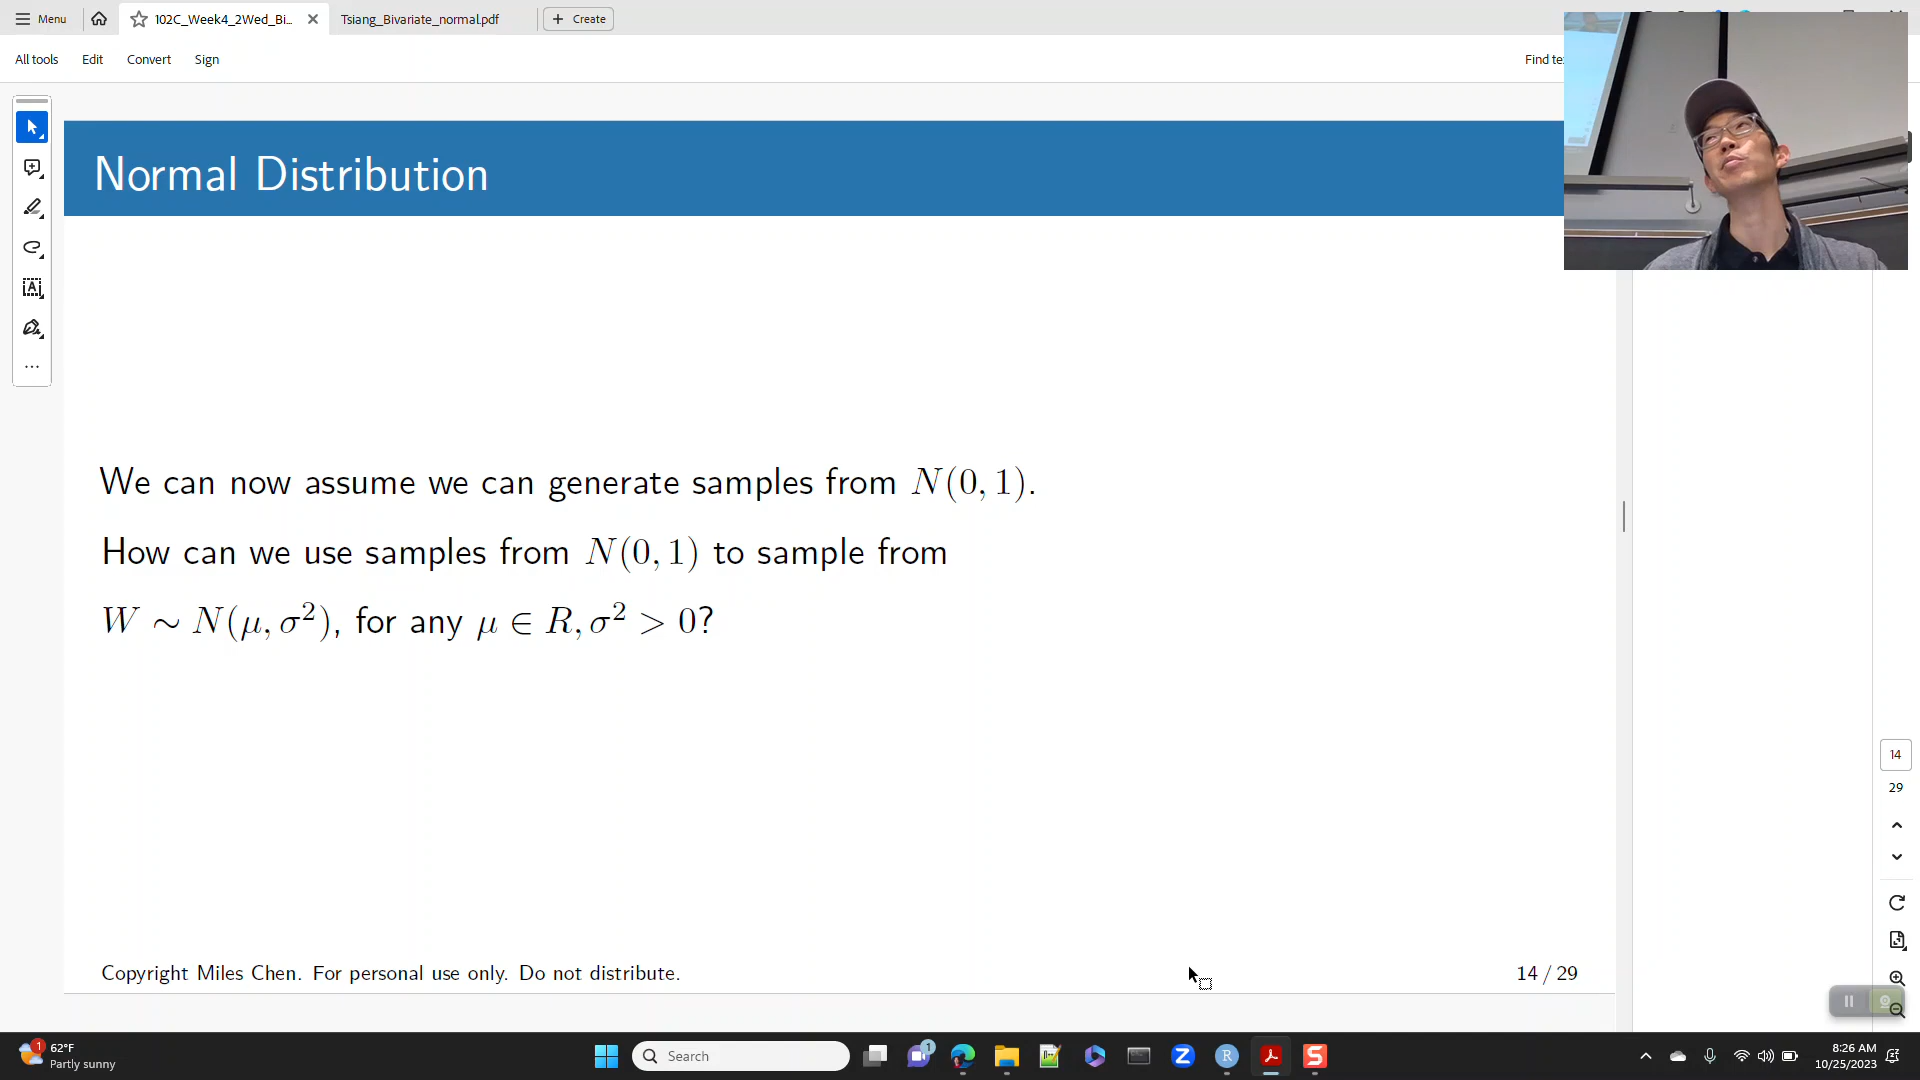 Menu
102C_Week4_2Wed_Bi...
Tsiang_Bivariate_normal.pdf
Create
All tools
Edit
Convert
Sign
Normal Distribution
We can now assume we can generate samples from N(0, 1).
How can we use samples from N(0, 1) to sample from
W ∼ N(μ, σ²), for any μ ∈ R, σ² > 0?
Copyright Miles Chen. For personal use only. Do not distribute.
14 / 29
14
29
1
62°F
Partly sunny
Search
1
8:26 AM
10/25/2023